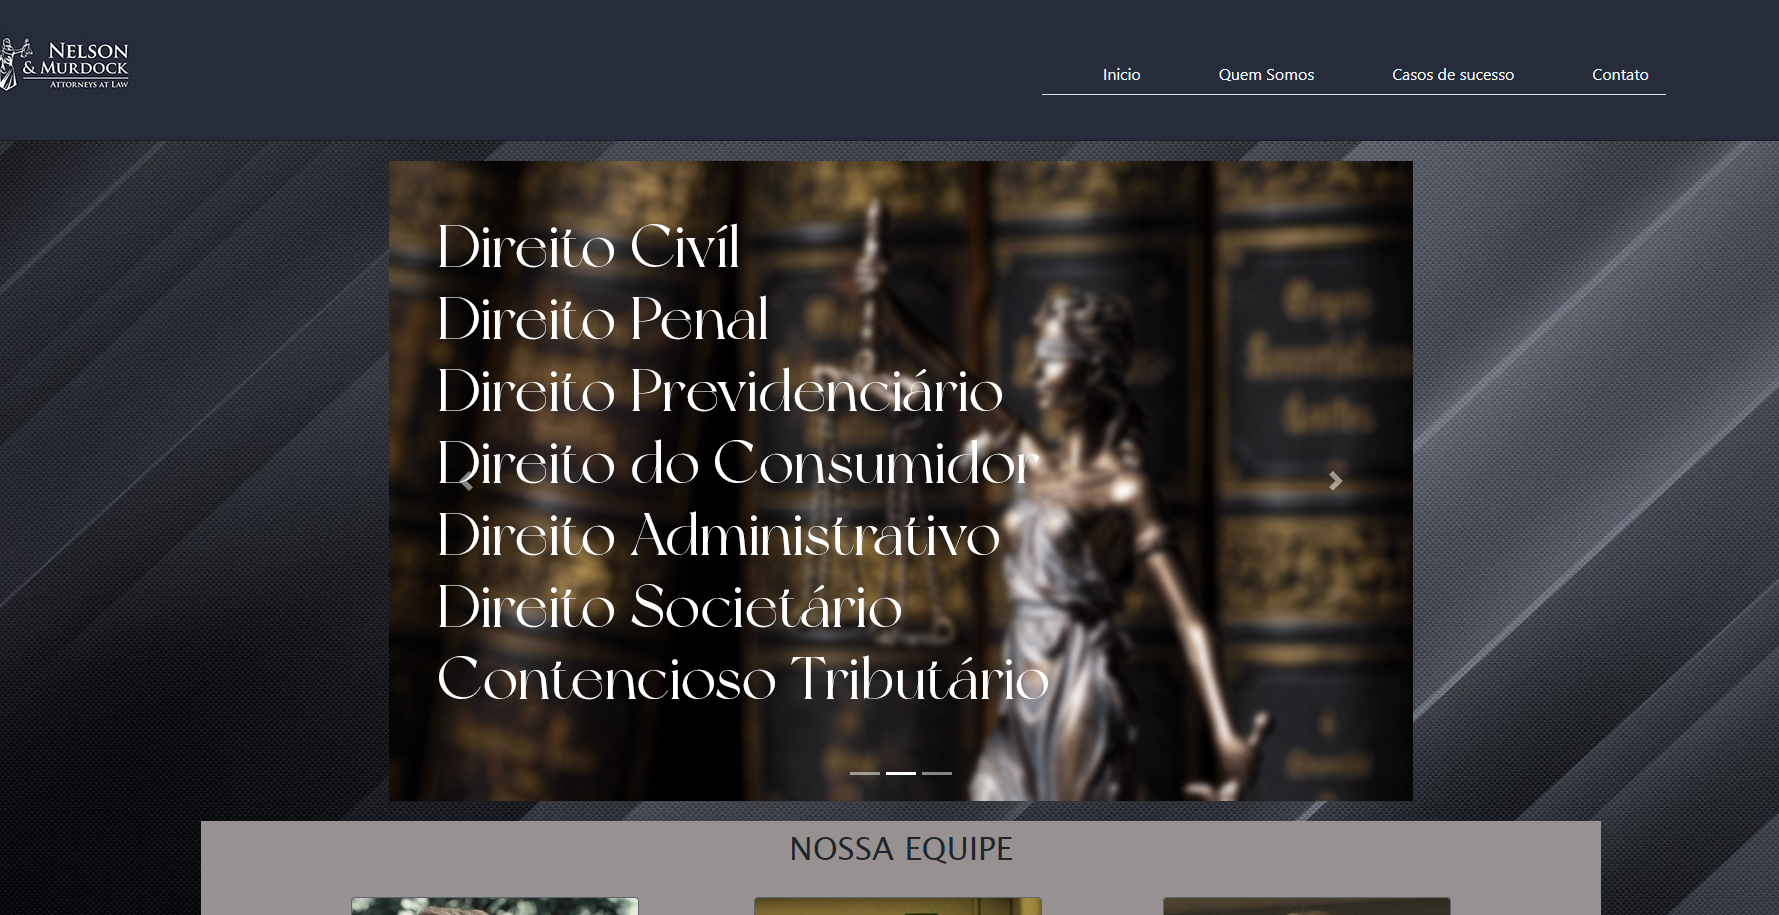 NELSON
& MURDOCK
ATTORNEYS AT LAW
Inicio
Quem Somos
Casos de sucesso
Contato
Direito Civíl
Direito Penal
Direito Previdenciário
Direito do Consumidor
Direito Administrativo
Direito Societário
Contencioso Tributário
NOSSA EQUIPE